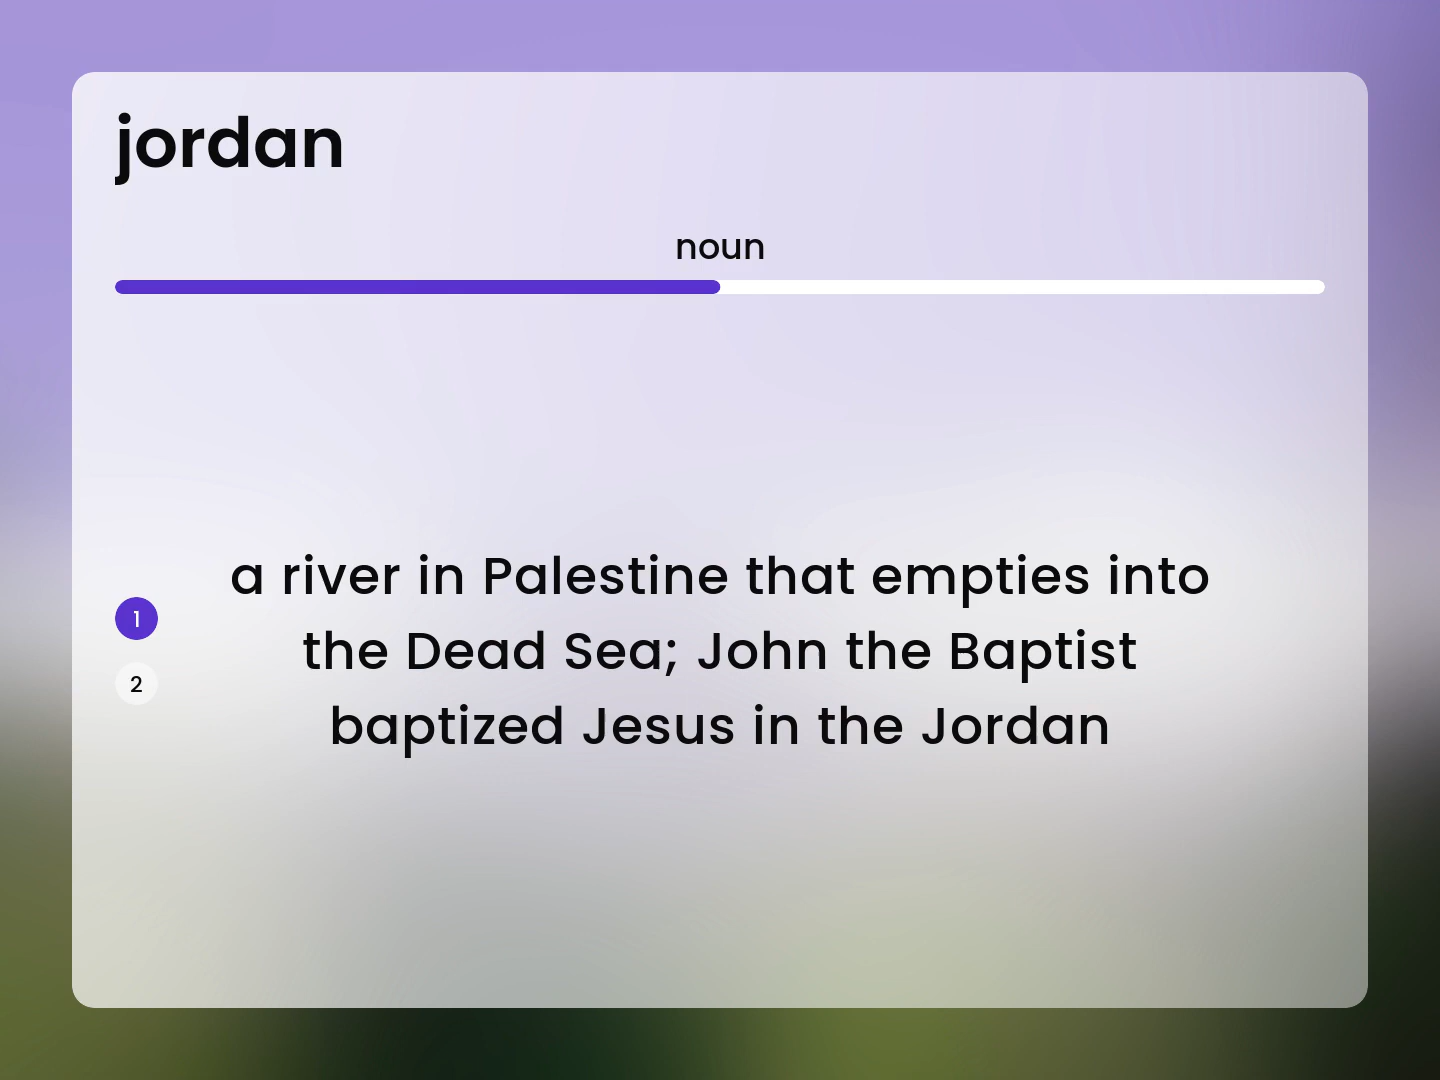 jordan
noun
a river in Palestine that empties into
the Dead Sea; John the Baptist
baptized Jesus in the Jordan
1
2